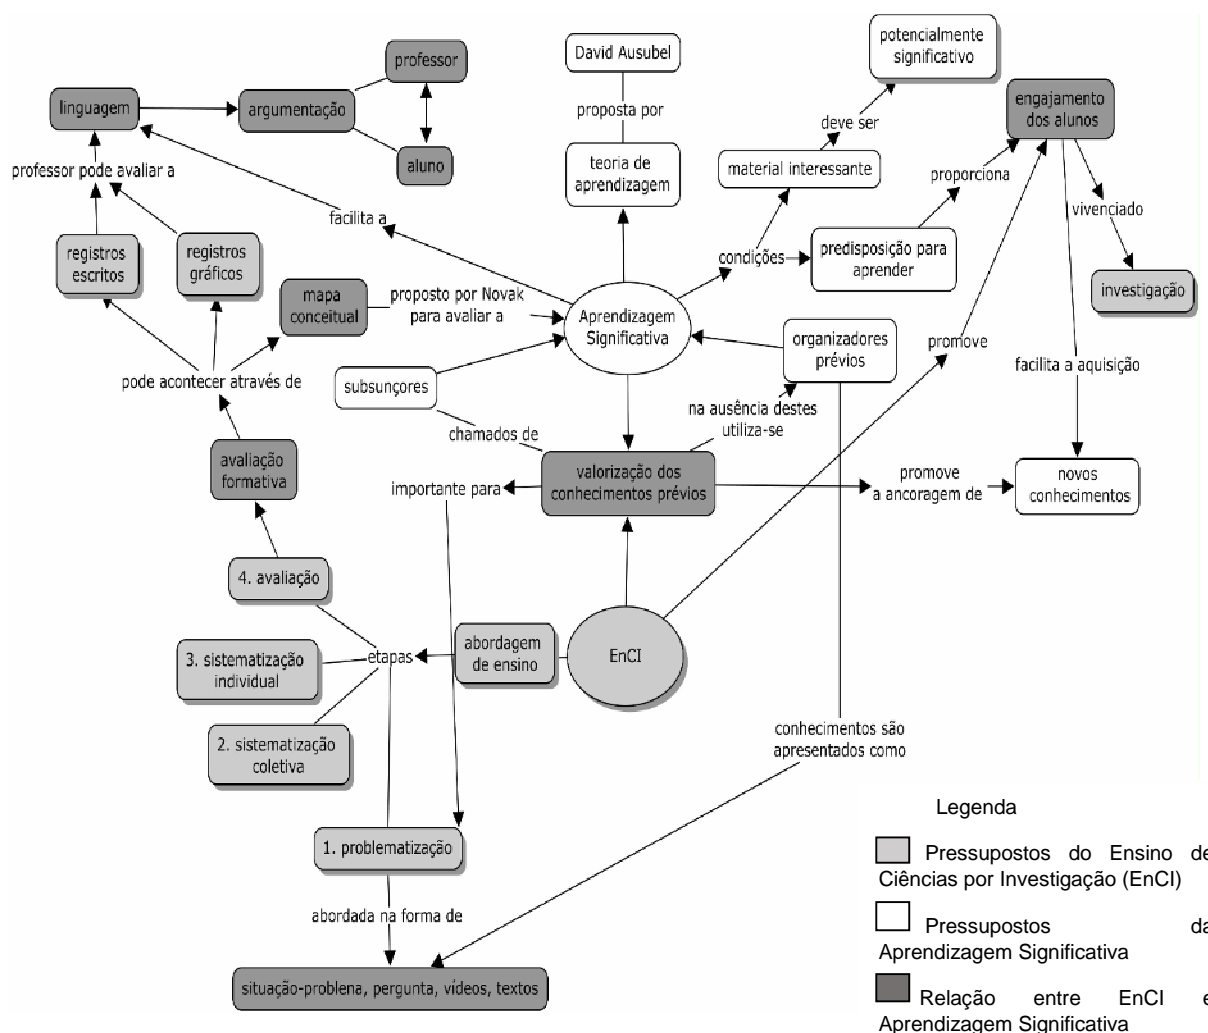 potencialmente
significativo
professor
David Ausubel
linguagem
argumentação
proposta por
engajamento
dos alunos
deve ser
aluno
teoria de
aprendizagem
material interessante
professor pode avaliar a
proporciona
facilita a
vivenciado
registros
escritos
registros
gráficos
condições
predisposição para
aprender
investigação
mapa
conceitual
proposto por Novak
para avaliar a
Aprendizagem
Significativa
organizadores
prévios
promove
pode acontecer através de
subsunçores
facilita a aquisição
na ausência destes
utiliza-se
chamados de
avaliação
formativa
importante para
valorização dos
conhecimentos prévios
promove
a ancoragem de
novos
conhecimentos
4. avaliação
3. sistematização
individual
etapas
abordagem
de ensino
EnCI
2. sistematização
coletiva
conhecimentos são
apresentados como
1. problematização
abordada na forma de
situação-problena, pergunta, vídeos, textos
Legenda
Pressupostos do Ensino de
Ciências por Investigação (EnCI)
Pressupostos da
Aprendizagem Significativa
Relação entre EnCI e
Aprendizagem Significativa